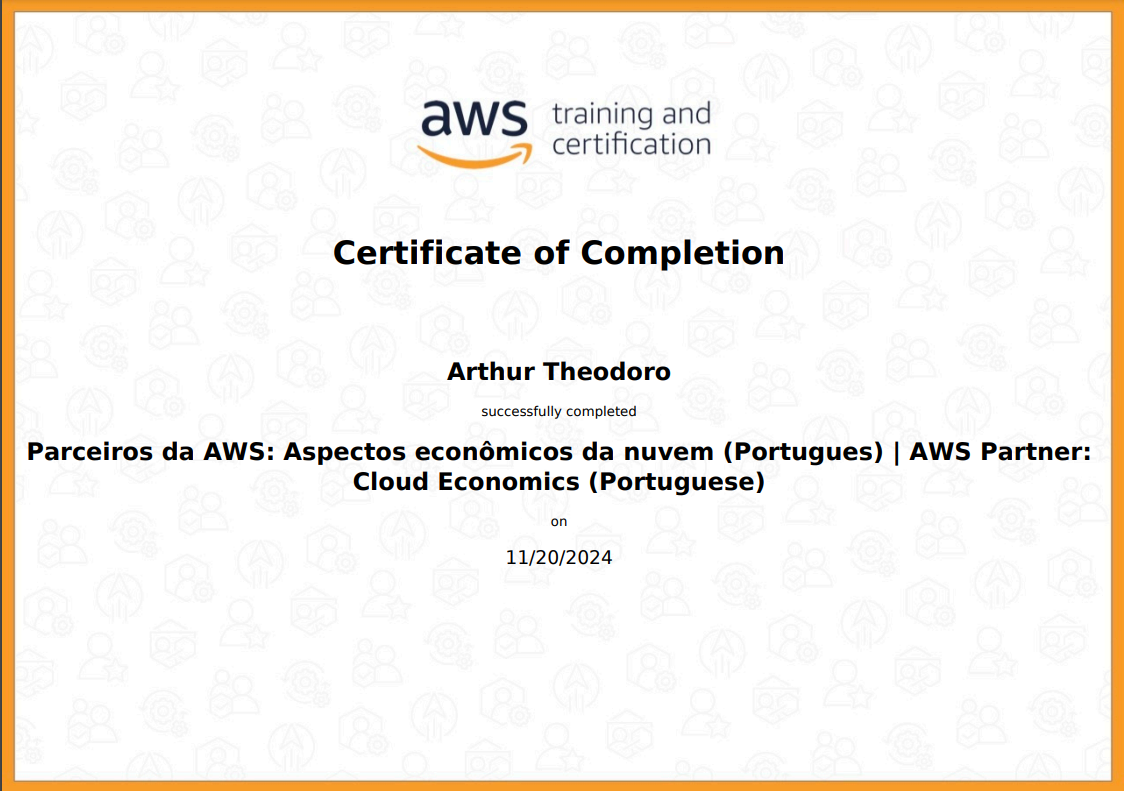 aws training and
certification
Certificate of Completion
Arthur Theodoro
successfully completed
Parceiros da AWS: Aspectos econômicos da nuvem (Portugues) | AWS Partner:
Cloud Economics (Portuguese)
on
11/20/2024